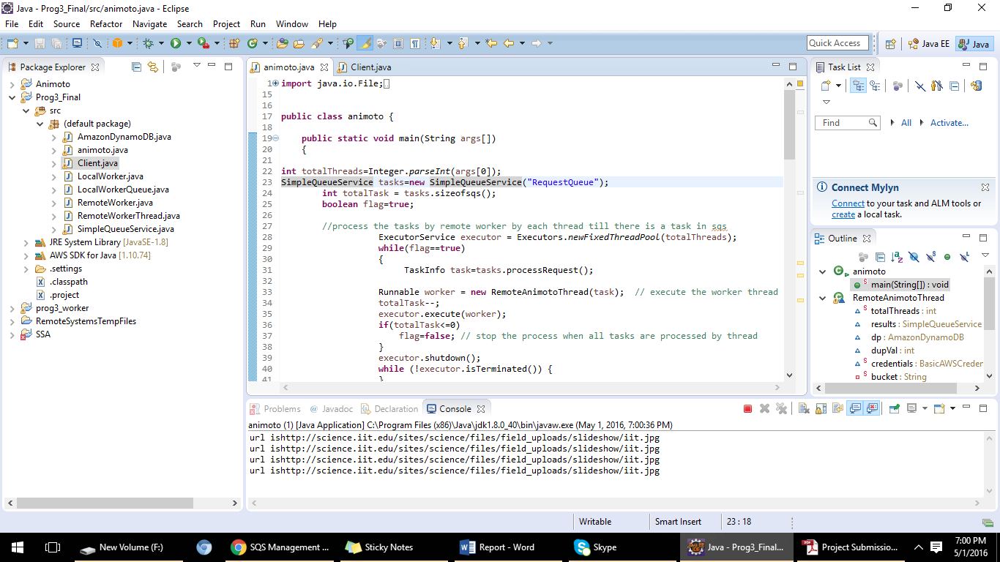 Java - Prog3_Final/src/animoto.java - Eclipse
File Edit Source Refactor Navigate Search Project Run Window Help
Quick Access
Java EE
Java
Package Explorer
Animoto
Prog3_Final
src
(default package)
AmazonDynamoDB.java
animoto.java
Client.java
LocalWorker.java
LocalWorkerQueue.java
RemoteWorker.java
RemoteWorkerThread.java
SimpleQueueService.java
JRE System Library [JavaSE-1.8]
AWS SDK for Java [1.10.74]
.settings
.classpath
.project
prog3_worker
RemoteSystemsTempFiles
SSA
animoto.java
Client.java
1 import java.io.File;
15
16
17 public class animoto {
18
19 public static void main(String args[])
20 {
21
22 int totalThreads=Integer.parseInt(args[0]);
23 SimpleQueueService tasks=new SimpleQueueService("RequestQueue");
24 int totalTask = tasks.sizeofsqs();
25 boolean flag=true;
26
27 //process the tasks by remote worker by each thread till there is a task in sqs
28 ExecutorService executor = Executors.newFixedThreadPool(totalThreads);
29 while(flag==true)
30 {
31 TaskInfo task=tasks.processRequest();
32
33 Runnable worker = new RemoteAnimotoThread(task); // execute the worker thread
34 totalTask--;
35 executor.execute(worker);
36 if(totalTask<=0)
37 flag=false; // stop the process when all tasks are processed by thread
38 }
39 executor.shutdown();
40 while (!executor.isTerminated()) {
41 }
Task List
Find
All
Activate...
Connect Mylyn
Connect to your task and ALM tools or
create a local task.
Outline
animoto
main(String[]) : void
RemoteAnimotoThread
totalThreads : int
results : SimpleQueueService
dp : AmazonDynamoDB
dupVal : int
credentials : BasicAWSCreden
bucket : String
Problems
@ Javadoc
Declaration
Console
animoto (1) [Java Application] C:\Program Files (x86)\Java\jdk1.8.0_40\bin\javaw.exe (May 1, 2016, 7:00:36 PM)
url ishttp://science.iit.edu/sites/science/files/field_uploads/slideshow/iit.jpg
url ishttp://science.iit.edu/sites/science/files/field_uploads/slideshow/iit.jpg
url ishttp://science.iit.edu/sites/science/files/field_uploads/slideshow/iit.jpg
url ishttp://science.iit.edu/sites/science/files/field_uploads/slideshow/iit.jpg
Writable
Smart Insert
23 : 18
New Volume (F:)
SQS Management ...
Sticky Notes
Report - Word
Skype
Java - Prog3_Final...
Project Submissio...
7:00 PM
5/1/2016